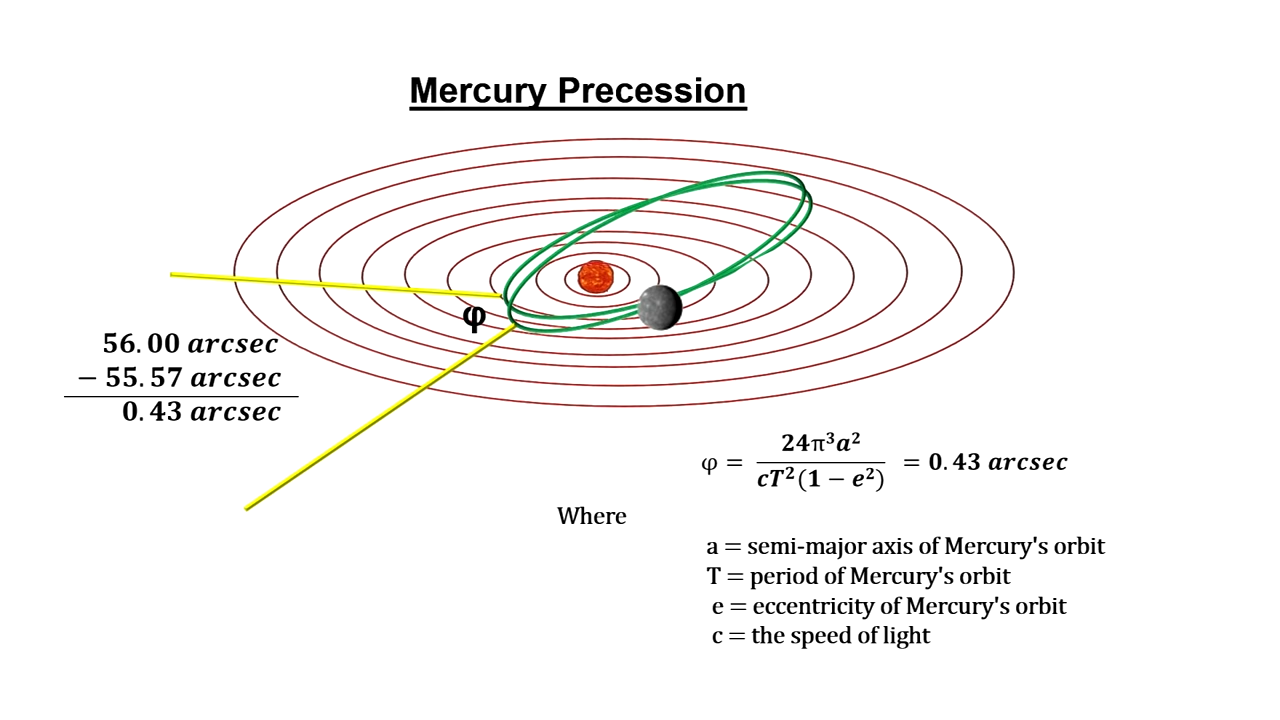 Mercury Precession
φ
56.00 arcsec
− 55.57 arcsec
0.43 arcsec
φ = 24π³a² / cT²(1 − e²) = 0.43 arcsec
Where
a = semi-major axis of Mercury's orbit
T = period of Mercury's orbit
e = eccentricity of Mercury's orbit
c = the speed of light